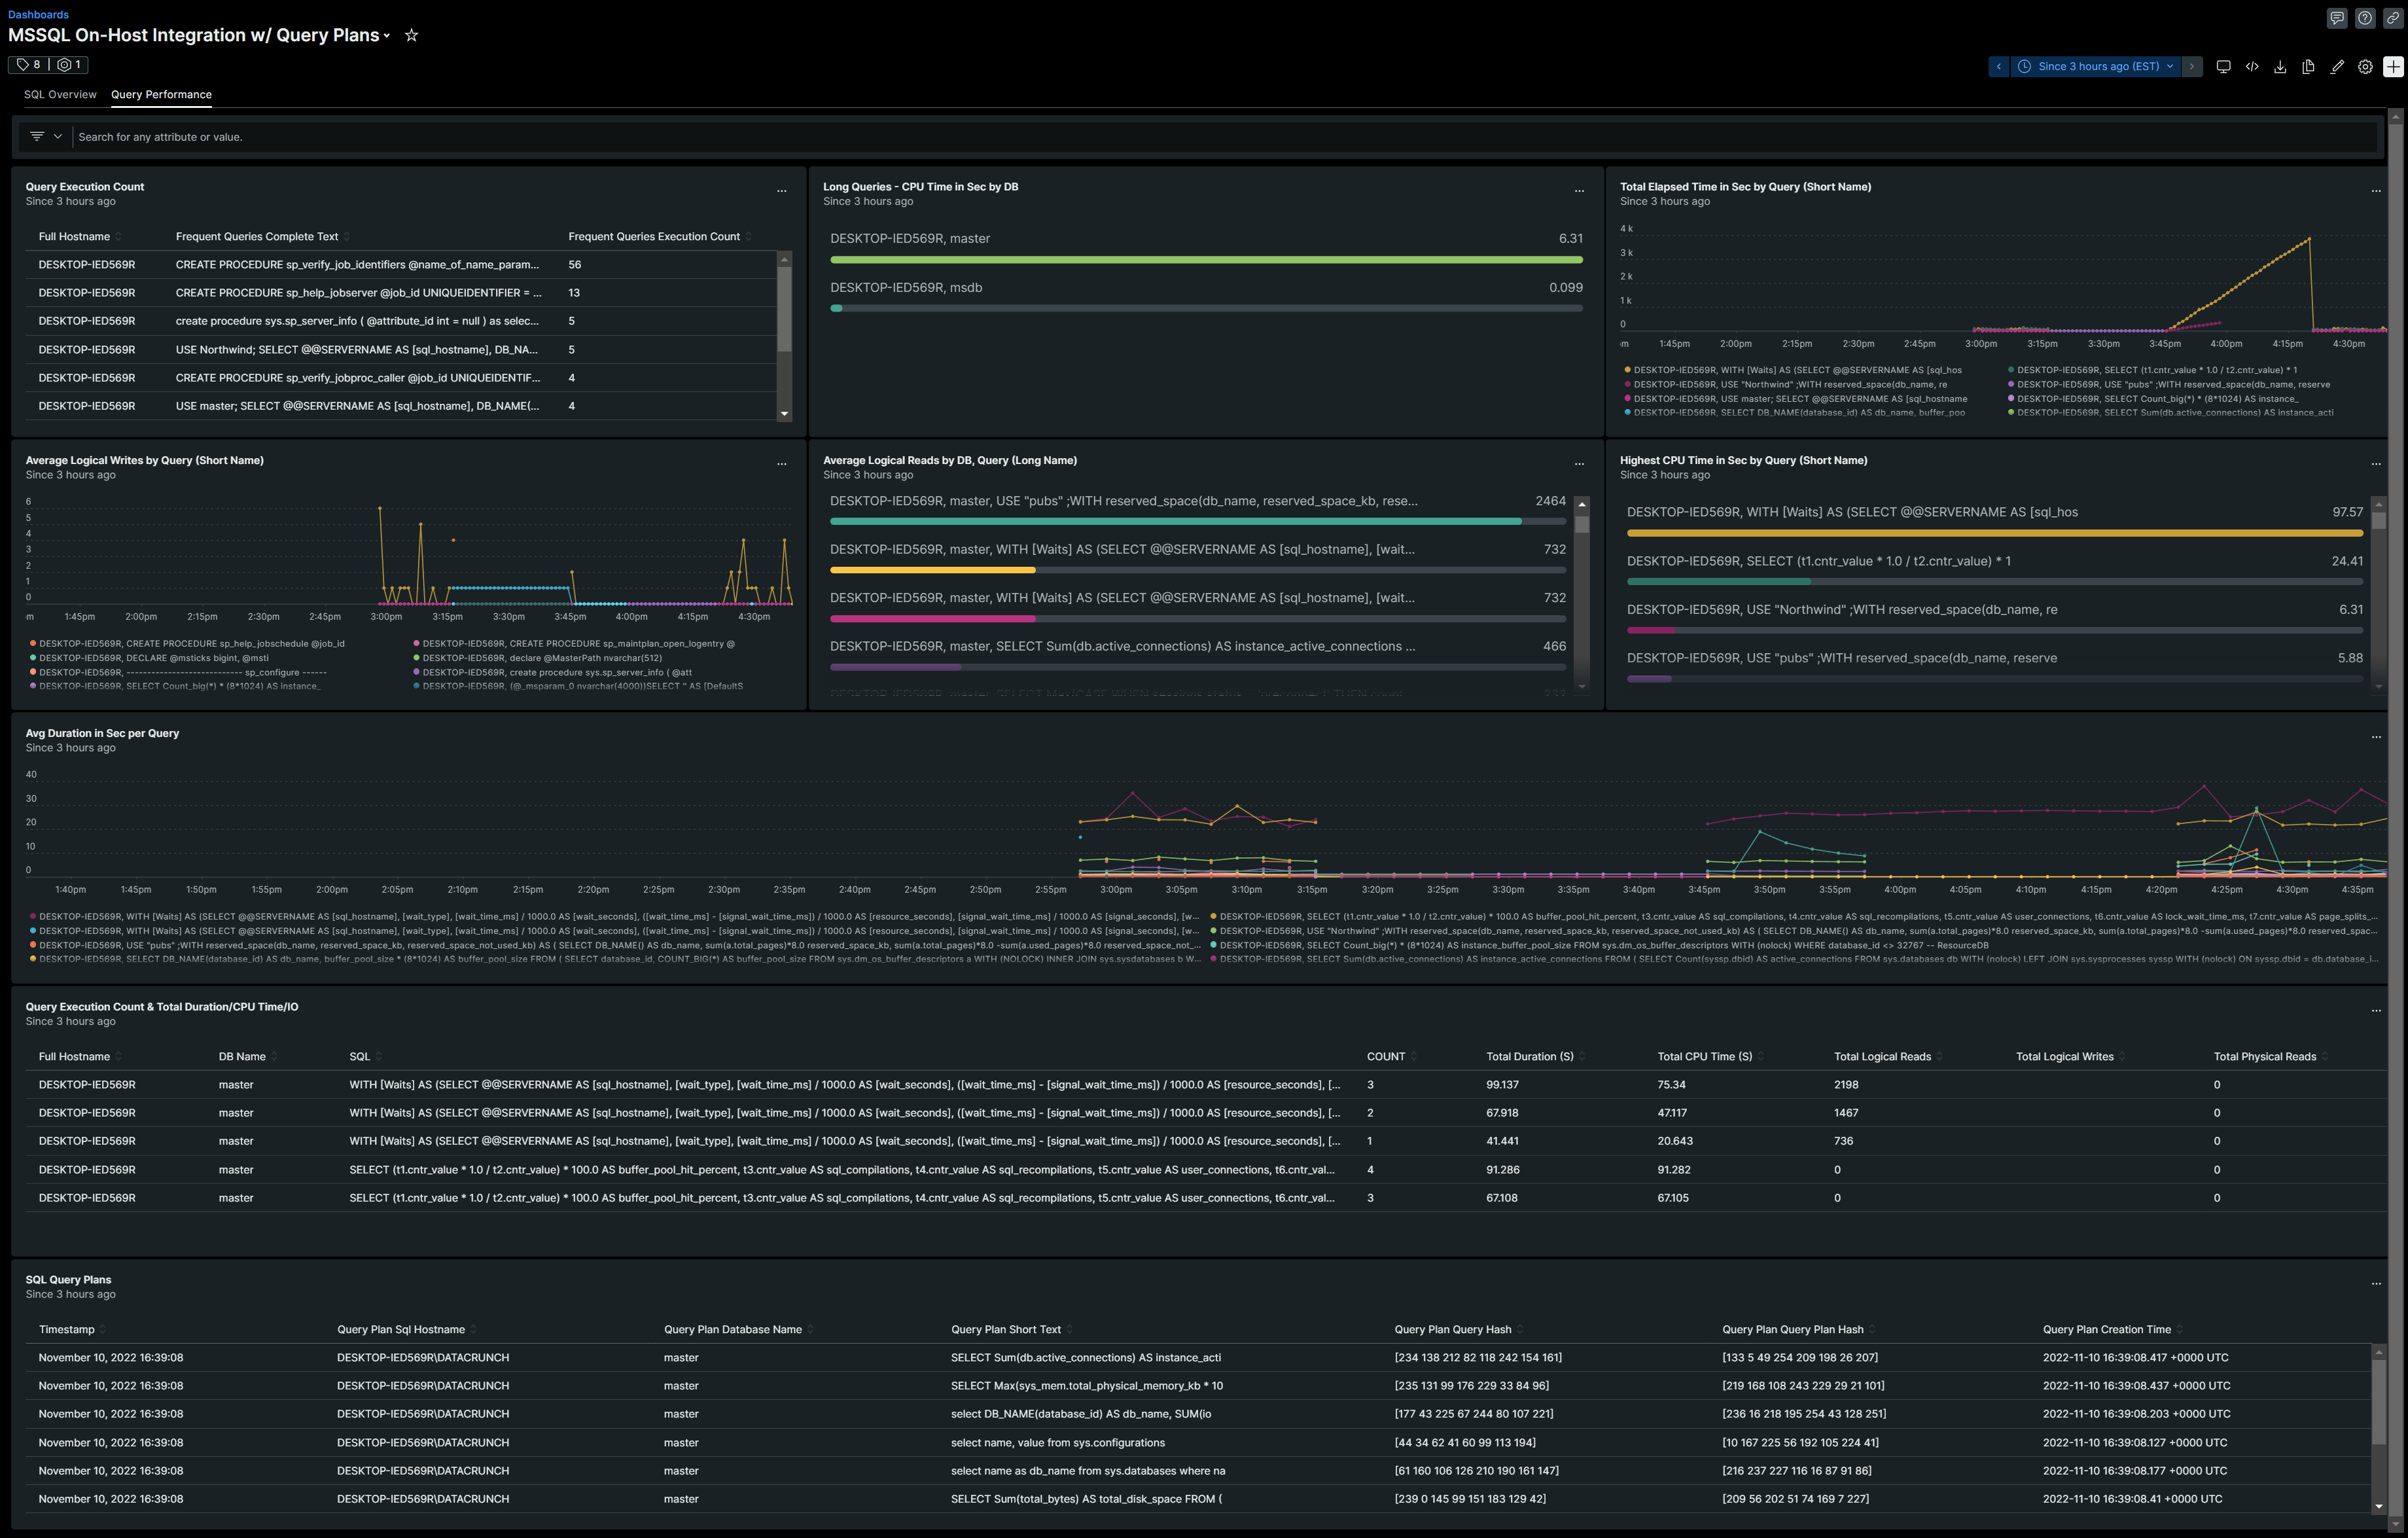 Dashboards
MSSQL On-Host Integration w/ Query Plans
8 | 1
Since 3 hours ago (EST)
SQL Overview Query Performance
Search for any attribute or value.
Query Execution Count
Since 3 hours ago
...
Full Hostname Frequent Queries Complete Text Frequent Queries Execution Count
DESKTOP-IED569R CREATE PROCEDURE sp_verify_job_identifiers @name_of_name_param... 56
DESKTOP-IED569R CREATE PROCEDURE sp_help_jobserver @job_id UNIQUEIDENTIFIER = ... 13
DESKTOP-IED569R create procedure sys.sp_server_info ( @attribute_id int = null ) as selec... 5
DESKTOP-IED569R USE Northwind; SELECT @@SERVERNAME AS [sql_hostname], DB_NA... 5
DESKTOP-IED569R CREATE PROCEDURE sp_verify_jobproc_caller @job_id UNIQUEIDENTIF... 4
DESKTOP-IED569R USE master; SELECT @@SERVERNAME AS [sql_hostname], DB_NAME(... 4
Long Queries - CPU Time in Sec by DB
Since 3 hours ago
...
DESKTOP-IED569R, master 6.31
DESKTOP-IED569R, msdb 0.099
Total Elapsed Time in Sec by Query (Short Name)
Since 3 hours ago
...
4 k
3 k
2 k
1 k
0
m 1:45pm 2:00pm 2:15pm 2:30pm 2:45pm 3:00pm 3:15pm 3:30pm 3:45pm 4:00pm 4:15pm 4:30pm
DESKTOP-IED569R, WITH [Waits] AS (SELECT @@SERVERNAME AS [sql_hos DESKTOP-IED569R, SELECT (t1.cntr_value * 1.0 / t2.cntr_value) * 1
DESKTOP-IED569R, USE "Northwind" ;WITH reserved_space(db_name, re DESKTOP-IED569R, USE "pubs" ;WITH reserved_space(db_name, reserve
DESKTOP-IED569R, USE master; SELECT @@SERVERNAME AS [sql_hostname DESKTOP-IED569R, SELECT Count_big(*) * (8*1024) AS instance_
DESKTOP-IED569R, SELECT DB_NAME(database_id) AS db_name, buffer_poo DESKTOP-IED569R, SELECT Sum(db.active_connections) AS instance_acti
Average Logical Writes by Query (Short Name)
Since 3 hours ago
...
6
5
4
3
2
1
0
m 1:45pm 2:00pm 2:15pm 2:30pm 2:45pm 3:00pm 3:15pm 3:30pm 3:45pm 4:00pm 4:15pm 4:30pm
DESKTOP-IED569R, CREATE PROCEDURE sp_help_jobschedule @job_id DESKTOP-IED569R, CREATE PROCEDURE sp_maintplan_open_logentry @
DESKTOP-IED569R, DECLARE @msticks bigint, @msti DESKTOP-IED569R, declare @MasterPath nvarchar(512)
DESKTOP-IED569R, ---------------------------- sp_configure ------ DESKTOP-IED569R, create procedure sys.sp_server_info ( @att
DESKTOP-IED569R, SELECT Count_big(*) * (8*1024) AS instance_ DESKTOP-IED569R, (@_msparam_0 nvarchar(4000))SELECT '' AS [DefaultS
Average Logical Reads by DB, Query (Long Name)
Since 3 hours ago
...
DESKTOP-IED569R, master, USE "pubs" ;WITH reserved_space(db_name, reserved_space_kb, rese... 2464
DESKTOP-IED569R, master, WITH [Waits] AS (SELECT @@SERVERNAME AS [sql_hostname], [wait... 732
DESKTOP-IED569R, master, WITH [Waits] AS (SELECT @@SERVERNAME AS [sql_hostname], [wait... 732
DESKTOP-IED569R, master, SELECT Sum(db.active_connections) AS instance_active_connections ... 466
Highest CPU Time in Sec by Query (Short Name)
Since 3 hours ago
...
DESKTOP-IED569R, WITH [Waits] AS (SELECT @@SERVERNAME AS [sql_hos 97.57
DESKTOP-IED569R, SELECT (t1.cntr_value * 1.0 / t2.cntr_value) * 1 24.41
DESKTOP-IED569R, USE "Northwind" ;WITH reserved_space(db_name, re 6.31
DESKTOP-IED569R, USE "pubs" ;WITH reserved_space(db_name, reserve 5.88
Avg Duration in Sec per Query
Since 3 hours ago
...
40
30
20
10
0
1:40pm 1:45pm 1:50pm 1:55pm 2:00pm 2:05pm 2:10pm 2:15pm 2:20pm 2:25pm 2:30pm 2:35pm 2:40pm 2:45pm 2:50pm 2:55pm 3:00pm 3:05pm 3:10pm 3:15pm 3:20pm 3:25pm 3:30pm 3:35pm 3:40pm 3:45pm 3:50pm 3:55pm 4:00pm 4:05pm 4:10pm 4:15pm 4:20pm 4:25pm 4:30pm 4:35pm
DESKTOP-IED569R, WITH [Waits] AS (SELECT @@SERVERNAME AS [sql_hostname], [wait_type], [wait_time_ms] / 1000.0 AS [wait_seconds], ([wait_time_ms] - [signal_wait_time_ms]) / 1000.0 AS [resource_seconds], [signal_wait_time_ms] / 1000.0 AS [signal_seconds], [w... DESKTOP-IED569R, SELECT (t1.cntr_value * 1.0 / t2.cntr_value) * 100.0 AS buffer_pool_hit_percent, t3.cntr_value AS sql_compilations, t4.cntr_value AS sql_recompilations, t5.cntr_value AS user_connections, t6.cntr_value AS lock_wait_time_ms, t7.cntr_value AS page_splits_...
DESKTOP-IED569R, WITH [Waits] AS (SELECT @@SERVERNAME AS [sql_hostname], [wait_type], [wait_time_ms] / 1000.0 AS [wait_seconds], ([wait_time_ms] - [signal_wait_time_ms]) / 1000.0 AS [resource_seconds], [signal_wait_time_ms] / 1000.0 AS [signal_seconds], [w... DESKTOP-IED569R, USE "Northwind" ;WITH reserved_space(db_name, reserved_space_kb, reserved_space_not_used_kb) AS ( SELECT DB_NAME() AS db_name, sum(a.total_pages)*8.0 reserved_space_kb, sum(a.total_pages)*8.0 -sum(a.used_pages)*8.0 reserved_spac...
DESKTOP-IED569R, USE "pubs" ;WITH reserved_space(db_name, reserved_space_kb, reserved_space_not_used_kb) AS ( SELECT DB_NAME() AS db_name, sum(a.total_pages)*8.0 reserved_space_kb, sum(a.total_pages)*8.0 -sum(a.used_pages)*8.0 reserved_space_not_... DESKTOP-IED569R, SELECT Count_big(*) * (8*1024) AS instance_buffer_pool_size FROM sys.dm_os_buffer_descriptors WITH (nolock) WHERE database_id <> 32767 -- ResourceDB
DESKTOP-IED569R, SELECT DB_NAME(database_id) AS db_name, buffer_pool_size * (8*1024) AS buffer_pool_size FROM ( SELECT database_id, COUNT_BIG(*) AS buffer_pool_size FROM sys.dm_os_buffer_descriptors a WITH (NOLOCK) INNER JOIN sys.sysdatabases b W... DESKTOP-IED569R, SELECT Sum(db.active_connections) AS instance_active_connections FROM ( SELECT Count(syssp.dbid) AS active_connections FROM sys.databases db WITH (nolock) LEFT JOIN sys.sysprocesses syssp WITH (nolock) ON syssp.dbid = db.database_i...
Query Execution Count & Total Duration/CPU Time/IO
Since 3 hours ago
...
Full Hostname DB Name SQL COUNT Total Duration (S) Total CPU Time (S) Total Logical Reads Total Logical Writes Total Physical Reads
DESKTOP-IED569R master WITH [Waits] AS (SELECT @@SERVERNAME AS [sql_hostname], [wait_type], [wait_time_ms] / 1000.0 AS [wait_seconds], ([wait_time_ms] - [signal_wait_time_ms]) / 1000.0 AS [resource_seconds], [... 3 99.137 75.34 2198 0
DESKTOP-IED569R master WITH [Waits] AS (SELECT @@SERVERNAME AS [sql_hostname], [wait_type], [wait_time_ms] / 1000.0 AS [wait_seconds], ([wait_time_ms] - [signal_wait_time_ms]) / 1000.0 AS [resource_seconds], [... 2 67.918 47.117 1467 0
DESKTOP-IED569R master WITH [Waits] AS (SELECT @@SERVERNAME AS [sql_hostname], [wait_type], [wait_time_ms] / 1000.0 AS [wait_seconds], ([wait_time_ms] - [signal_wait_time_ms]) / 1000.0 AS [resource_seconds], [... 1 41.441 20.643 736 0
DESKTOP-IED569R master SELECT (t1.cntr_value * 1.0 / t2.cntr_value) * 100.0 AS buffer_pool_hit_percent, t3.cntr_value AS sql_compilations, t4.cntr_value AS sql_recompilations, t5.cntr_value AS user_connections, t6.cntr_val... 4 91.286 91.282 0 0
DESKTOP-IED569R master SELECT (t1.cntr_value * 1.0 / t2.cntr_value) * 100.0 AS buffer_pool_hit_percent, t3.cntr_value AS sql_compilations, t4.cntr_value AS sql_recompilations, t5.cntr_value AS user_connections, t6.cntr_val... 3 67.108 67.105 0 0
SQL Query Plans
Since 3 hours ago
...
Timestamp Query Plan Sql Hostname Query Plan Database Name Query Plan Short Text Query Plan Query Hash Query Plan Query Plan Hash Query Plan Creation Time
November 10, 2022 16:39:08 DESKTOP-IED569R\DATACRUNCH master SELECT Sum(db.active_connections) AS instance_acti [234 138 212 82 118 242 154 161] [133 5 49 254 209 198 26 207] 2022-11-10 16:39:08.417 +0000 UTC
November 10, 2022 16:39:08 DESKTOP-IED569R\DATACRUNCH master SELECT Max(sys_mem.total_physical_memory_kb * 10 [235 131 99 176 229 33 84 96] [219 168 108 243 229 29 21 101] 2022-11-10 16:39:08.437 +0000 UTC
November 10, 2022 16:39:08 DESKTOP-IED569R\DATACRUNCH master select DB_NAME(database_id) AS db_name, SUM(io [177 43 225 67 244 80 107 221] [236 16 218 195 254 43 128 251] 2022-11-10 16:39:08.203 +0000 UTC
November 10, 2022 16:39:08 DESKTOP-IED569R\DATACRUNCH master select name, value from sys.configurations [44 34 62 41 60 99 113 194] [10 167 225 56 192 105 224 41] 2022-11-10 16:39:08.127 +0000 UTC
November 10, 2022 16:39:08 DESKTOP-IED569R\DATACRUNCH master select name as db_name from sys.databases where na [61 160 106 126 210 190 161 147] [216 237 227 116 16 87 91 86] 2022-11-10 16:39:08.177 +0000 UTC
November 10, 2022 16:39:08 DESKTOP-IED569R\DATACRUNCH master SELECT Sum(total_bytes) AS total_disk_space FROM ( [239 0 145 99 151 183 129 42] [209 56 202 51 74 169 7 227] 2022-11-10 16:39:08.41 +0000 UTC